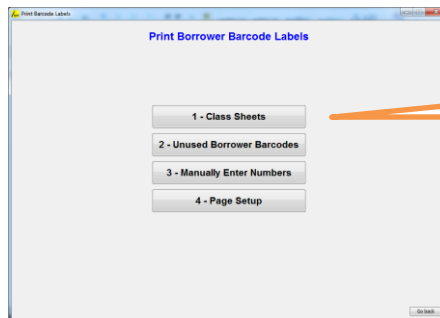 Print Barcode Labels
Print Borrower Barcode Labels
1 - Class Sheets
2 - Unused Borrower Barcodes
3 - Manually Enter Numbers
4 - Page Setup
Go back